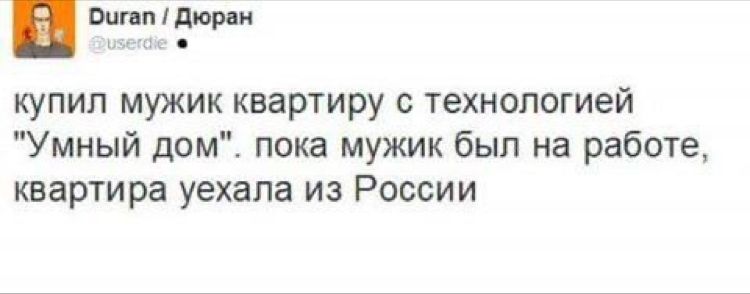 Duran / Дюран
@userdie
купил мужик квартиру с технологией
"Умный дом". пока мужик был на работе,
квартира уехала из России